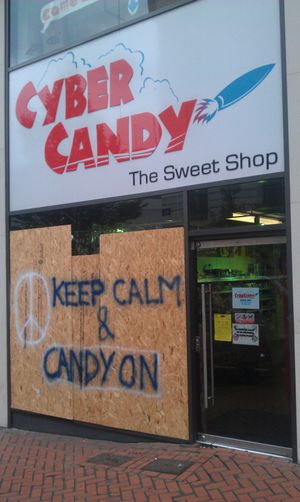 CYBER
CANDY
The Sweet Shop
KEEP CALM
&
CANDY ON